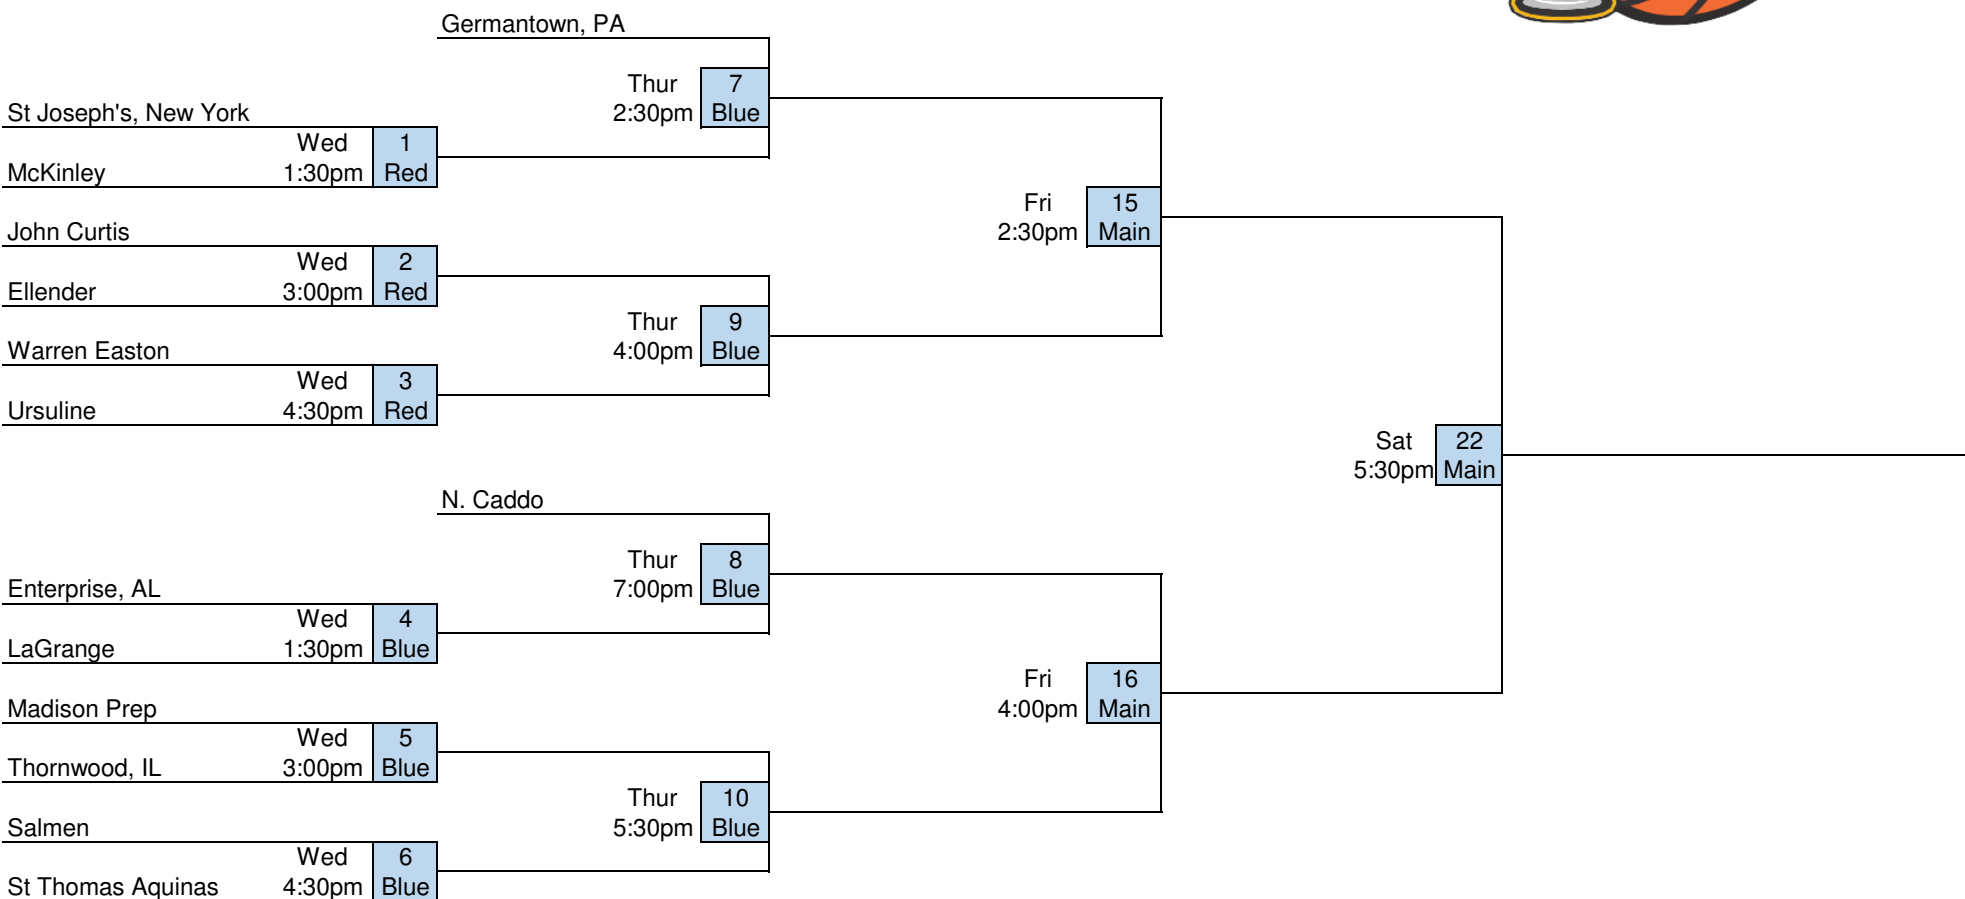 Germantown, PA
Thur 7
St Joseph's, New York 2:30pm Blue
Wed 1
McKinley 1:30pm Red
Fri 15
John Curtis 2:30pm Main
Wed 2
Ellender 3:00pm Red
Thur 9
Warren Easton 4:00pm Blue
Wed 3
Ursuline 4:30pm Red
Sat 22
5:30pm Main
N. Caddo
Thur 8
Enterprise, AL 7:00pm Blue
Wed 4
LaGrange 1:30pm Blue
Fri 16
Madison Prep 4:00pm Main
Wed 5
Thornwood, IL 3:00pm Blue
Thur 10
Salmen 5:30pm Blue
Wed 6
St Thomas Aquinas 4:30pm Blue